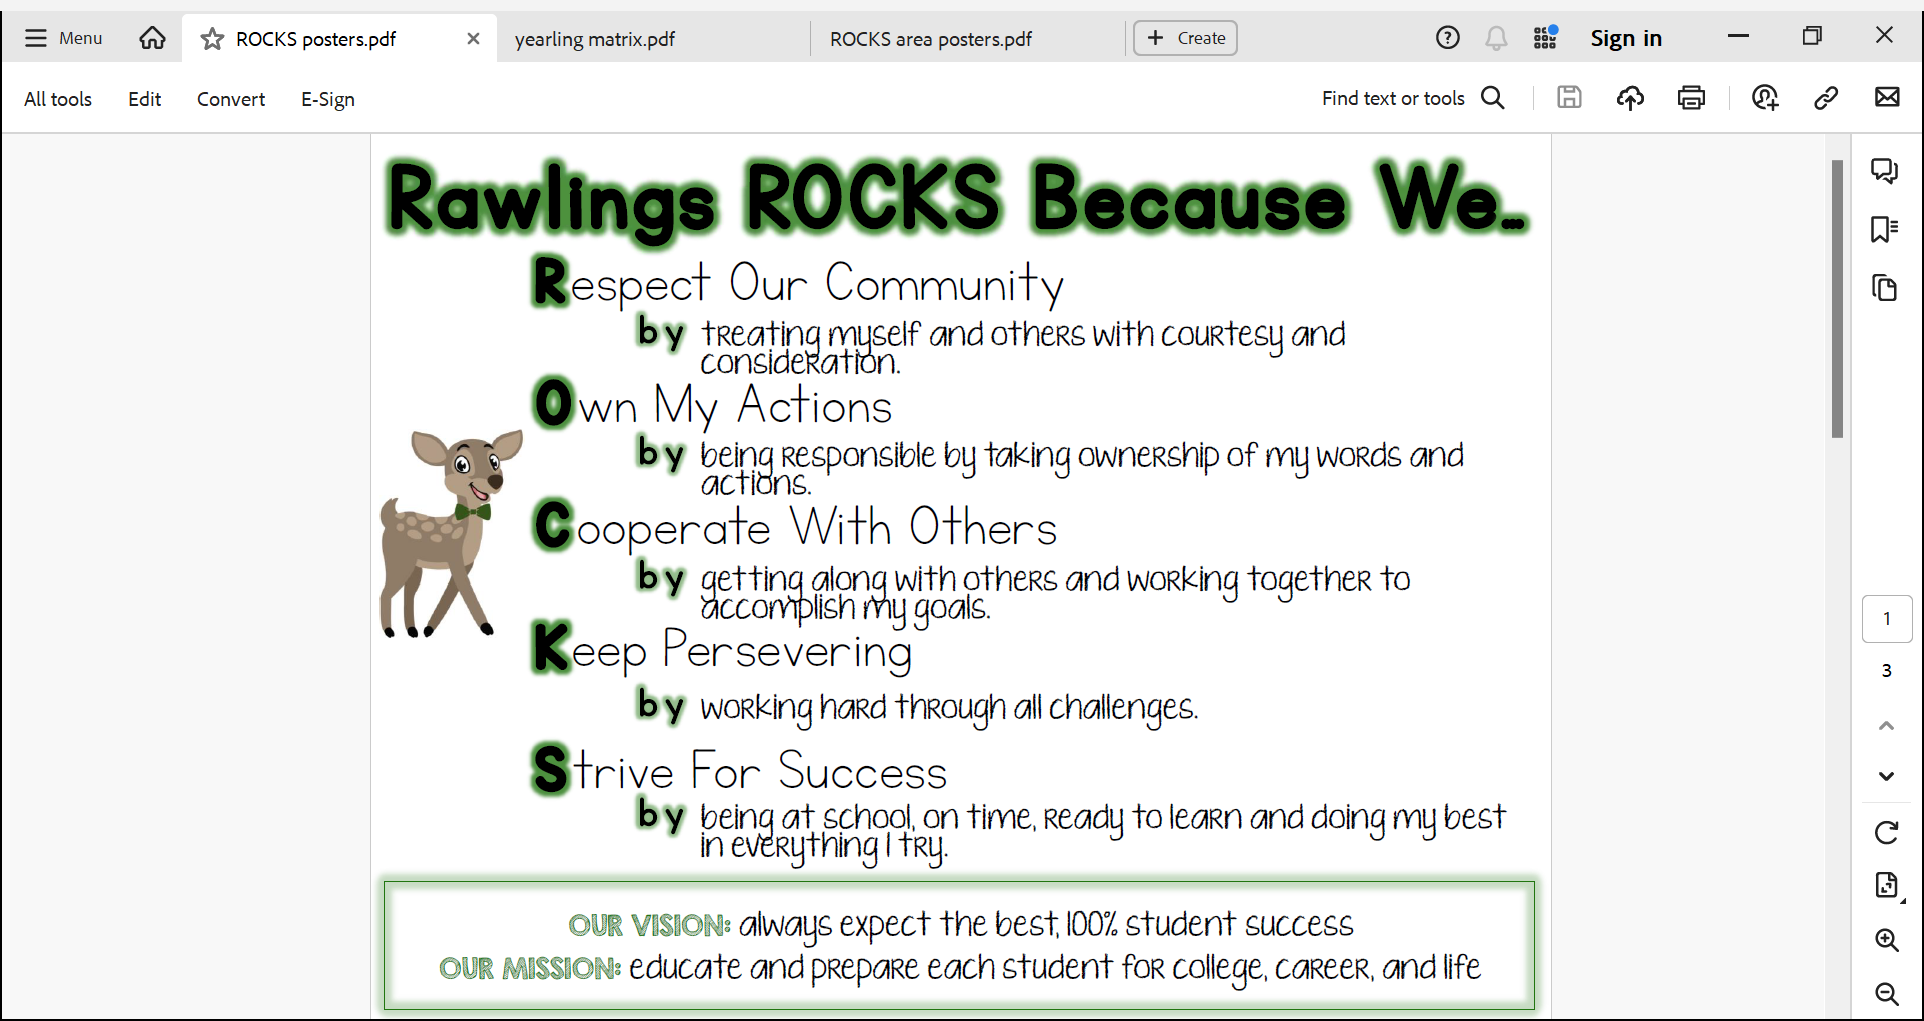 Menu
ROCKS posters.pdf
yearling matrix.pdf
ROCKS area posters.pdf
Create
Sign in
All tools
Edit
Convert
E-Sign
Find text or tools
Rawlings ROCKS Because We...
Respect Our Community
by treating myself and others with courtesy and
consideration.
Own My Actions
by being responsible by taking ownership of my words and
actions.
Cooperate With Others
by getting along with others and working together to
accomplish my goals.
Keep Persevering
by working hard through all challenges.
Strive For Success
by being at school, on time, ready to learn and doing my best
in everything I try.
OUR VISION: always expect the best, 100% student success
OUR MISSION: educate and prepare each student for college, career, and life
1
3